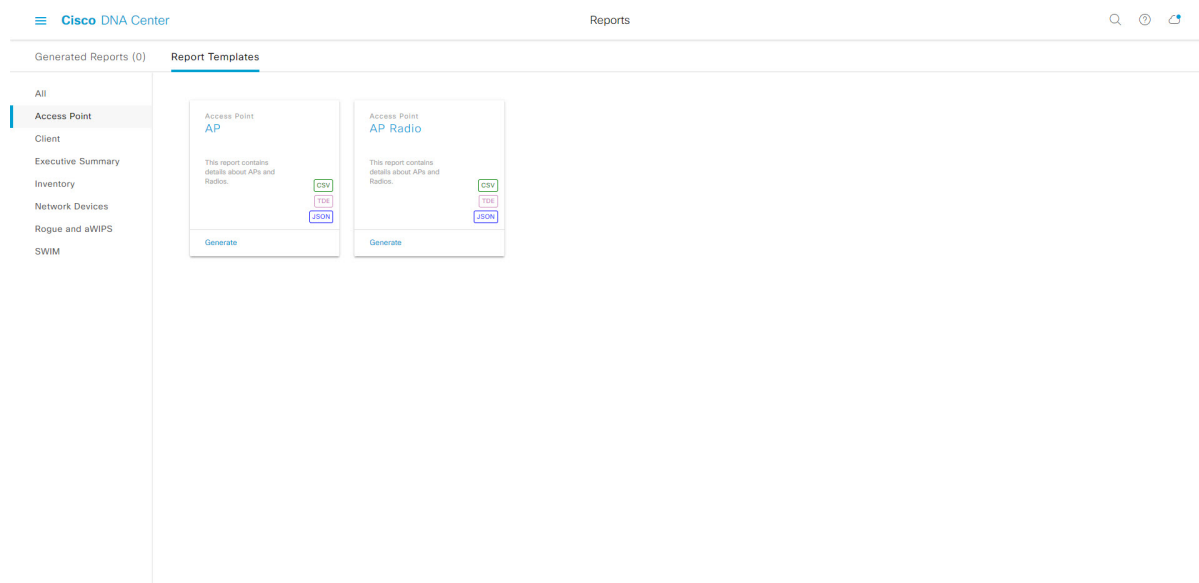 Cisco DNA Center
Reports
Generated Reports (0)
Report Templates
All
Access Point
Client
Executive Summary
Inventory
Network Devices
Rogue and aWIPS
SWIM
Access Point
AP
This report contains
details about APs and
Radios.
CSV
TDE
JSON
Generate
Access Point
AP Radio
This report contains
details about APs and
Radios.
CSV
TDE
JSON
Generate